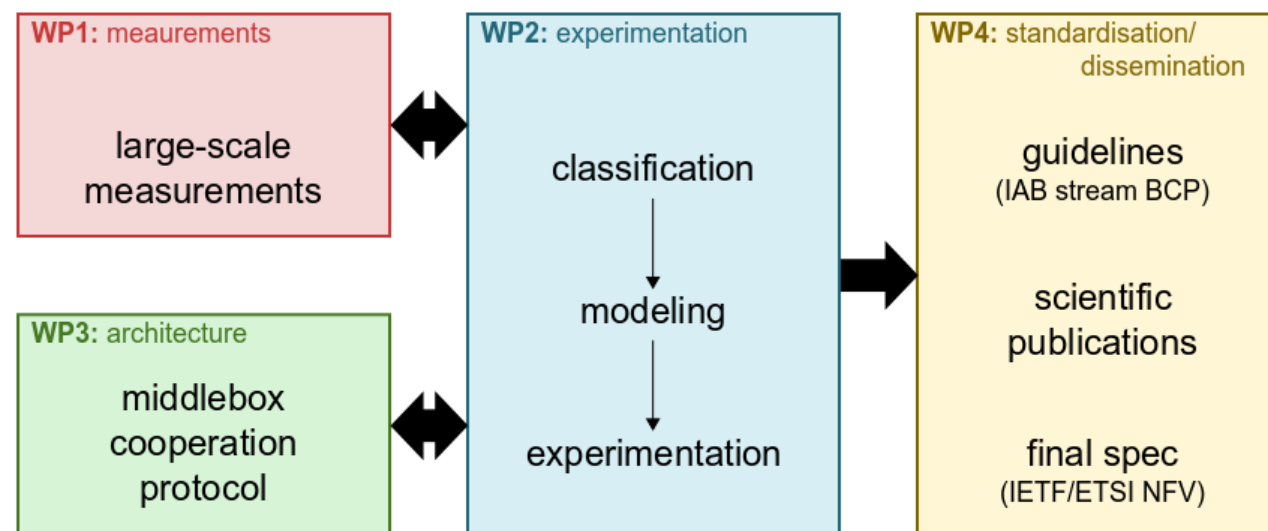 WP1: meaurements
large-scale
measurements
WP2: experimentation
classification
modeling
experimentation
WP3: architecture
middlebox
cooperation
protocol
WP4: standardisation/
dissemination
guidelines
(IAB stream BCP)
scientific
publications
final spec
(IETF/ETSI NFV)